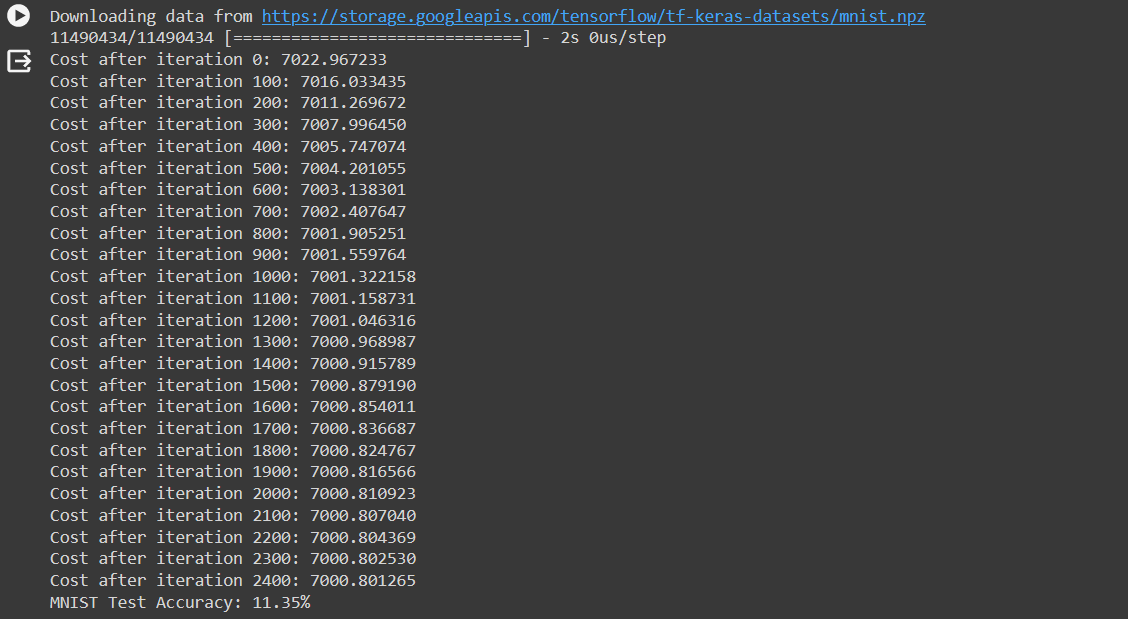 Downloading data from https://storage.googleapis.com/tensorflow/tf-keras-datasets/mnist.npz
11490434/11490434 [==============================] - 2s 0us/step
Cost after iteration 0: 7022.967233
Cost after iteration 100: 7016.033435
Cost after iteration 200: 7011.269672
Cost after iteration 300: 7007.996450
Cost after iteration 400: 7005.747074
Cost after iteration 500: 7004.201055
Cost after iteration 600: 7003.138301
Cost after iteration 700: 7002.407647
Cost after iteration 800: 7001.905251
Cost after iteration 900: 7001.559764
Cost after iteration 1000: 7001.322158
Cost after iteration 1100: 7001.158731
Cost after iteration 1200: 7001.046316
Cost after iteration 1300: 7000.968987
Cost after iteration 1400: 7000.915789
Cost after iteration 1500: 7000.879190
Cost after iteration 1600: 7000.854011
Cost after iteration 1700: 7000.836687
Cost after iteration 1800: 7000.824767
Cost after iteration 1900: 7000.816566
Cost after iteration 2000: 7000.810923
Cost after iteration 2100: 7000.807040
Cost after iteration 2200: 7000.804369
Cost after iteration 2300: 7000.802530
Cost after iteration 2400: 7000.801265
MNIST Test Accuracy: 11.35%